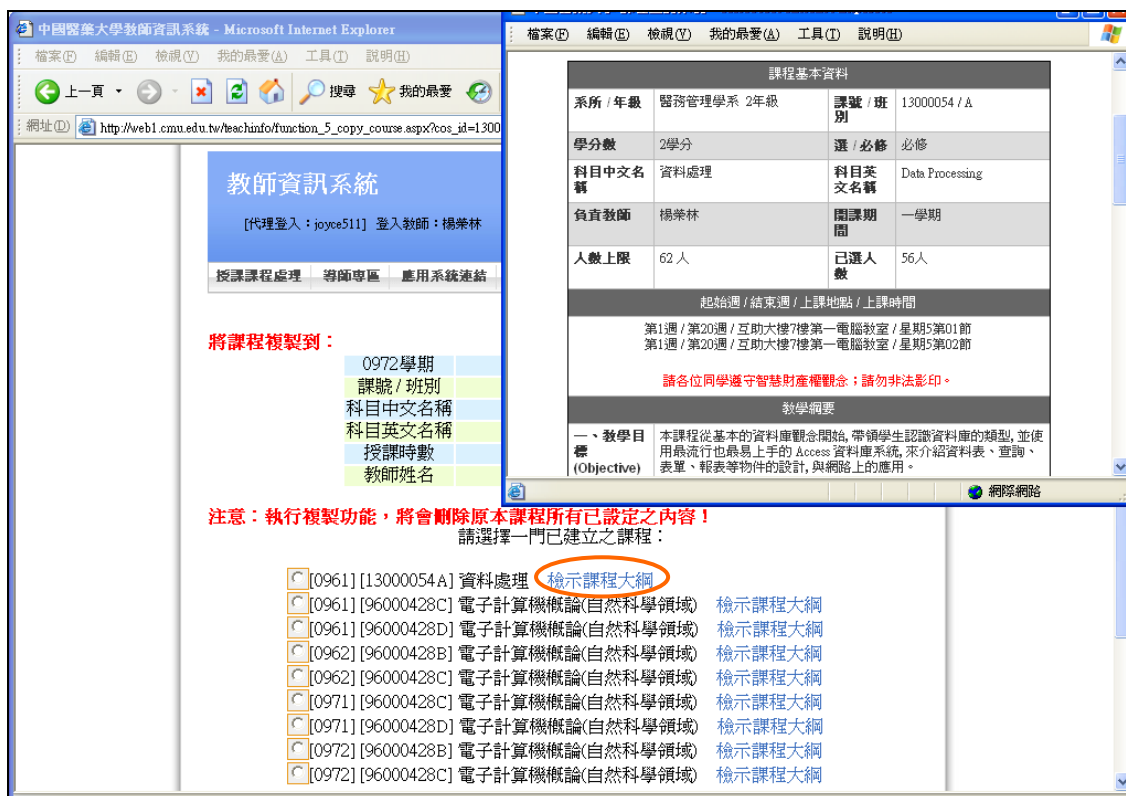 中國醫藥大學教師資訊系統 - Microsoft Internet Explorer
檔案(F) 編輯(E) 檢視(V) 我的最愛(A) 工具(T) 說明(H)
上一頁 搜尋 我的最愛
網址(D) http://web1.cmu.edu.tw/teachinfo/function_5_copy_course.aspx?cos_id=1300
教師資訊系統
[代理登入：joyce511] 登入教師：楊榮林
授課課程處理 導師專區 應用系統連結
將課程複製到：
0972學期
課號 / 班別
科目中文名稱
科目英文名稱
授課時數
教師姓名
注意：執行複製功能，將會刪除原本課程所有已設定之內容！
請選擇一門已建立之課程：
[0961] [13000054A] 資料處理 檢示課程大綱
[0961] [96000428C] 電子計算機概論(自然科學領域) 檢示課程大綱
[0961] [96000428D] 電子計算機概論(自然科學領域) 檢示課程大綱
[0962] [96000428B] 電子計算機概論(自然科學領域) 檢示課程大綱
[0962] [96000428C] 電子計算機概論(自然科學領域) 檢示課程大綱
[0971] [96000428C] 電子計算機概論(自然科學領域) 檢示課程大綱
[0971] [96000428D] 電子計算機概論(自然科學領域) 檢示課程大綱
[0972] [96000428B] 電子計算機概論(自然科學領域) 檢示課程大綱
[0972] [96000428C] 電子計算機概論(自然科學領域) 檢示課程大綱
檔案(F) 編輯(E) 檢視(V) 我的最愛(A) 工具(T) 說明(H)
課程基本資料
系所 / 年級 醫務管理學系 2年級 課號 / 班別 13000054 / A
學分數 2學分 選 / 必修 必修
科目中文名稱 資料處理 科目英文名稱 Data Processing
負責教師 楊榮林 開課期間 一學期
人數上限 62 人 已選人數 56人
起始週 / 結束週 / 上課地點 / 上課時間
第1週 / 第20週 / 互助大樓7樓第一電腦教室 / 星期5第01節
第1週 / 第20週 / 互助大樓7樓第一電腦教室 / 星期5第02節
請各位同學遵守智慧財產權觀念；請勿非法影印。
教學綱要
一、教學目標 (Objective) 本課程從基本的資料庫觀念開始, 帶領學生認識資料庫的類型, 並使
用最流行也最易上手的 Access 資料庫系統, 來介紹資料表、查詢、
表單、報表等物件的設計, 與網路上的應用。
網際網路